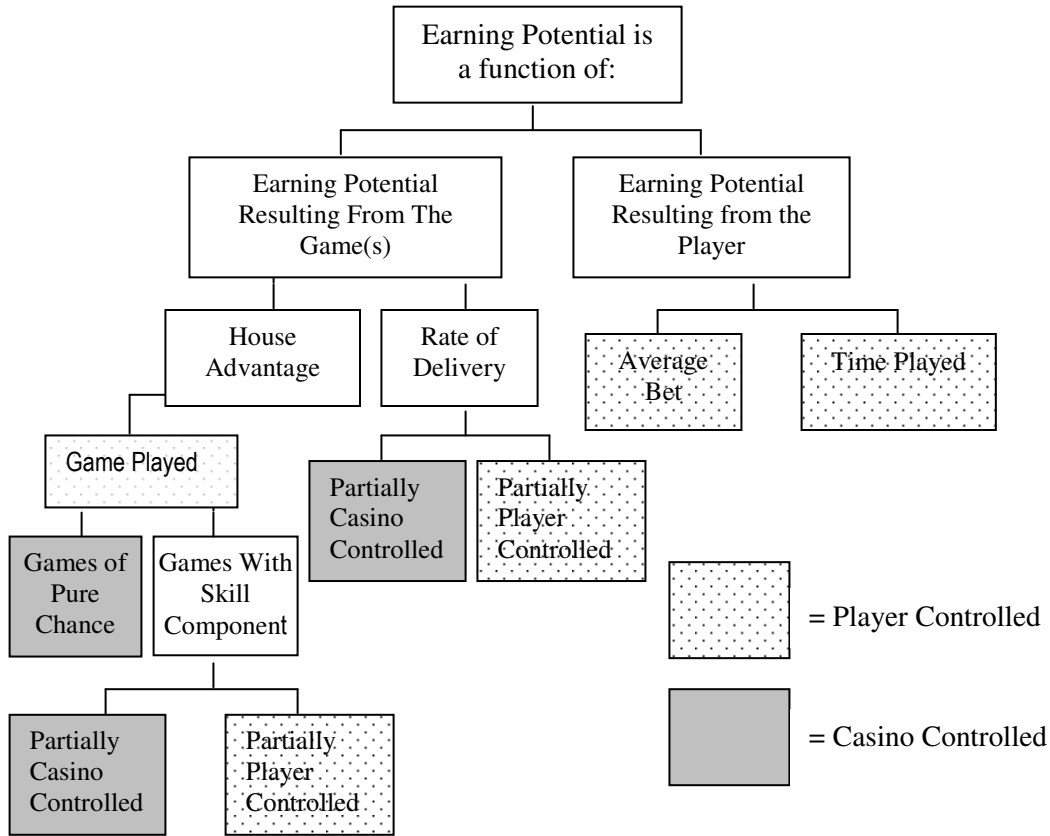 Earning Potential is
a function of:
Earning Potential
Resulting From The
Game(s)
Earning Potential
Resulting from the
Player
House
Advantage
Rate of
Delivery
Average
Bet
Time Played
Game Played
Partially
Casino
Controlled
Partially
Player
Controlled
Games of
Pure
Chance
Games With
Skill
Component
= Player Controlled
Partially
Casino
Controlled
Partially
Player
Controlled
= Casino Controlled